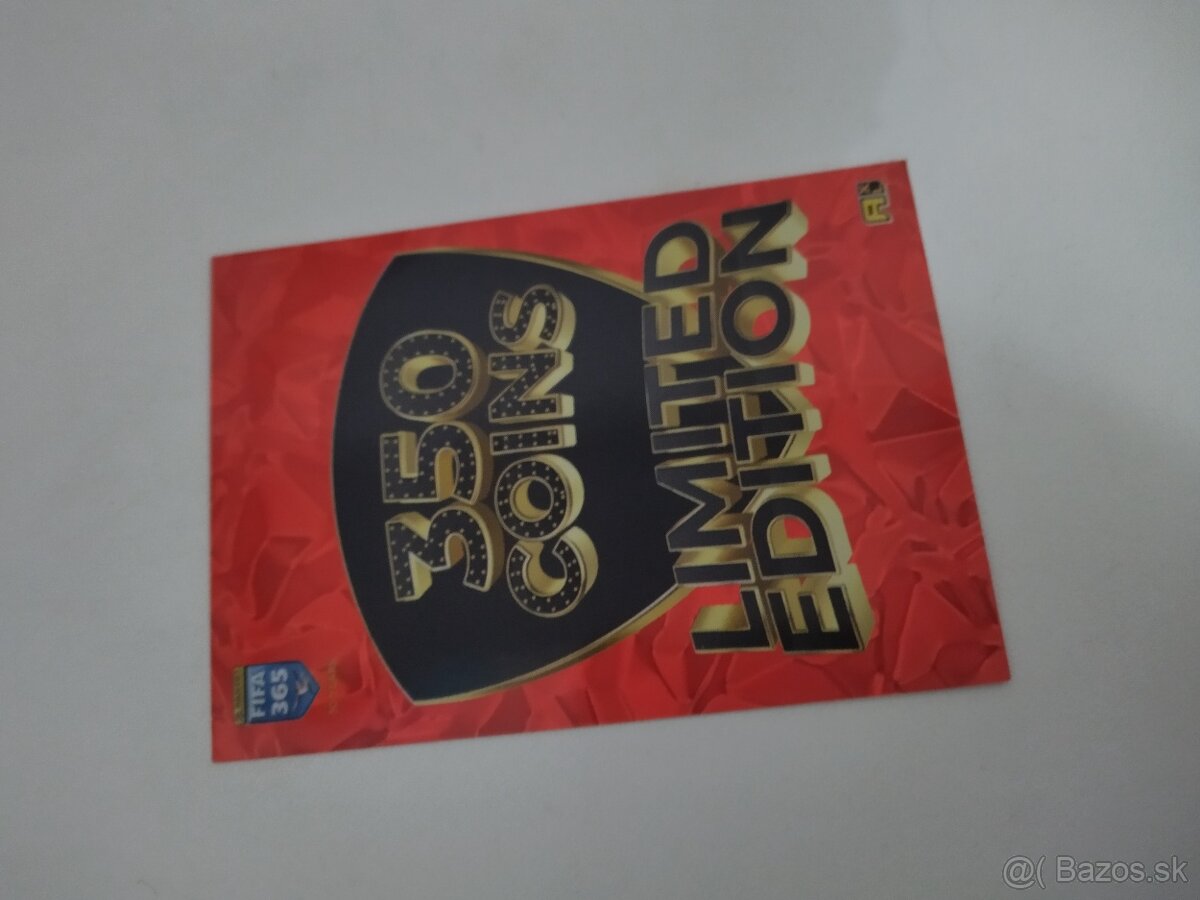 FIFA
365
350
COINS
LIMITED
EDITION
@( Bazos.sk